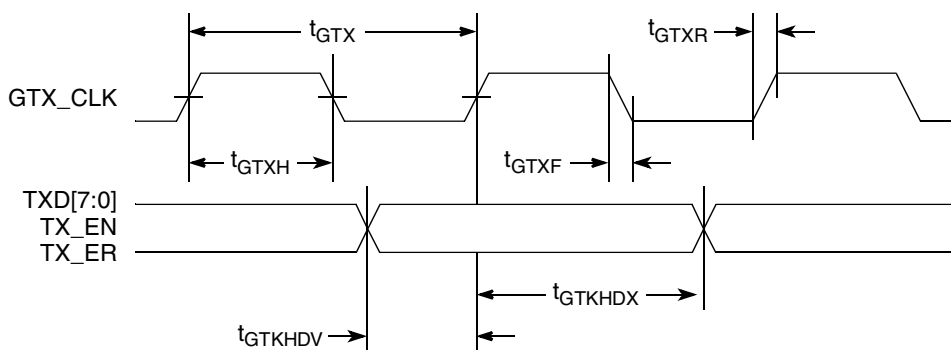 tGTX
tGTXR
GTX_CLK
tGTXH
tGTXF
TXD[7:0]
TX_EN
TX_ER
tGTKHDX
tGTKHDV